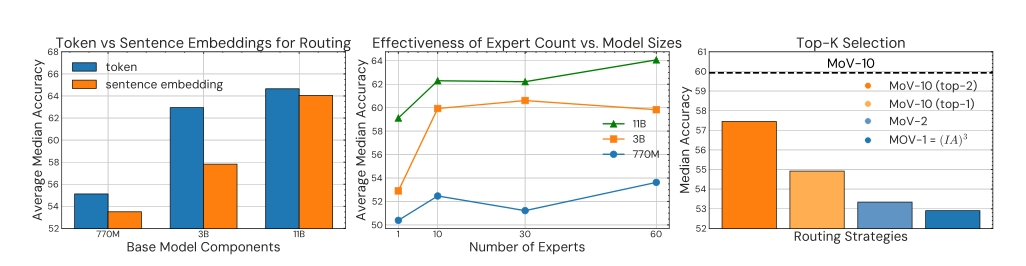 Token vs Sentence Embeddings for Routing
68
66
64
62
60
58
56
54
52
Average Median Accuracy
token
sentence embedding
770M
3B
11B
Base Model Components
Effectiveness of Expert Count vs. Model Sizes
64
62
60
58
56
54
52
50
Average Median Accuracy
11B
3B
770M
1
10
30
60
Number of Experts
Top-K Selection
61
60
59
58
57
56
55
54
53
52
Median Accuracy
MoV-10
MoV-10 (top-2)
MoV-10 (top-1)
MoV-2
MOV-1 = (IA)³
Routing Strategies